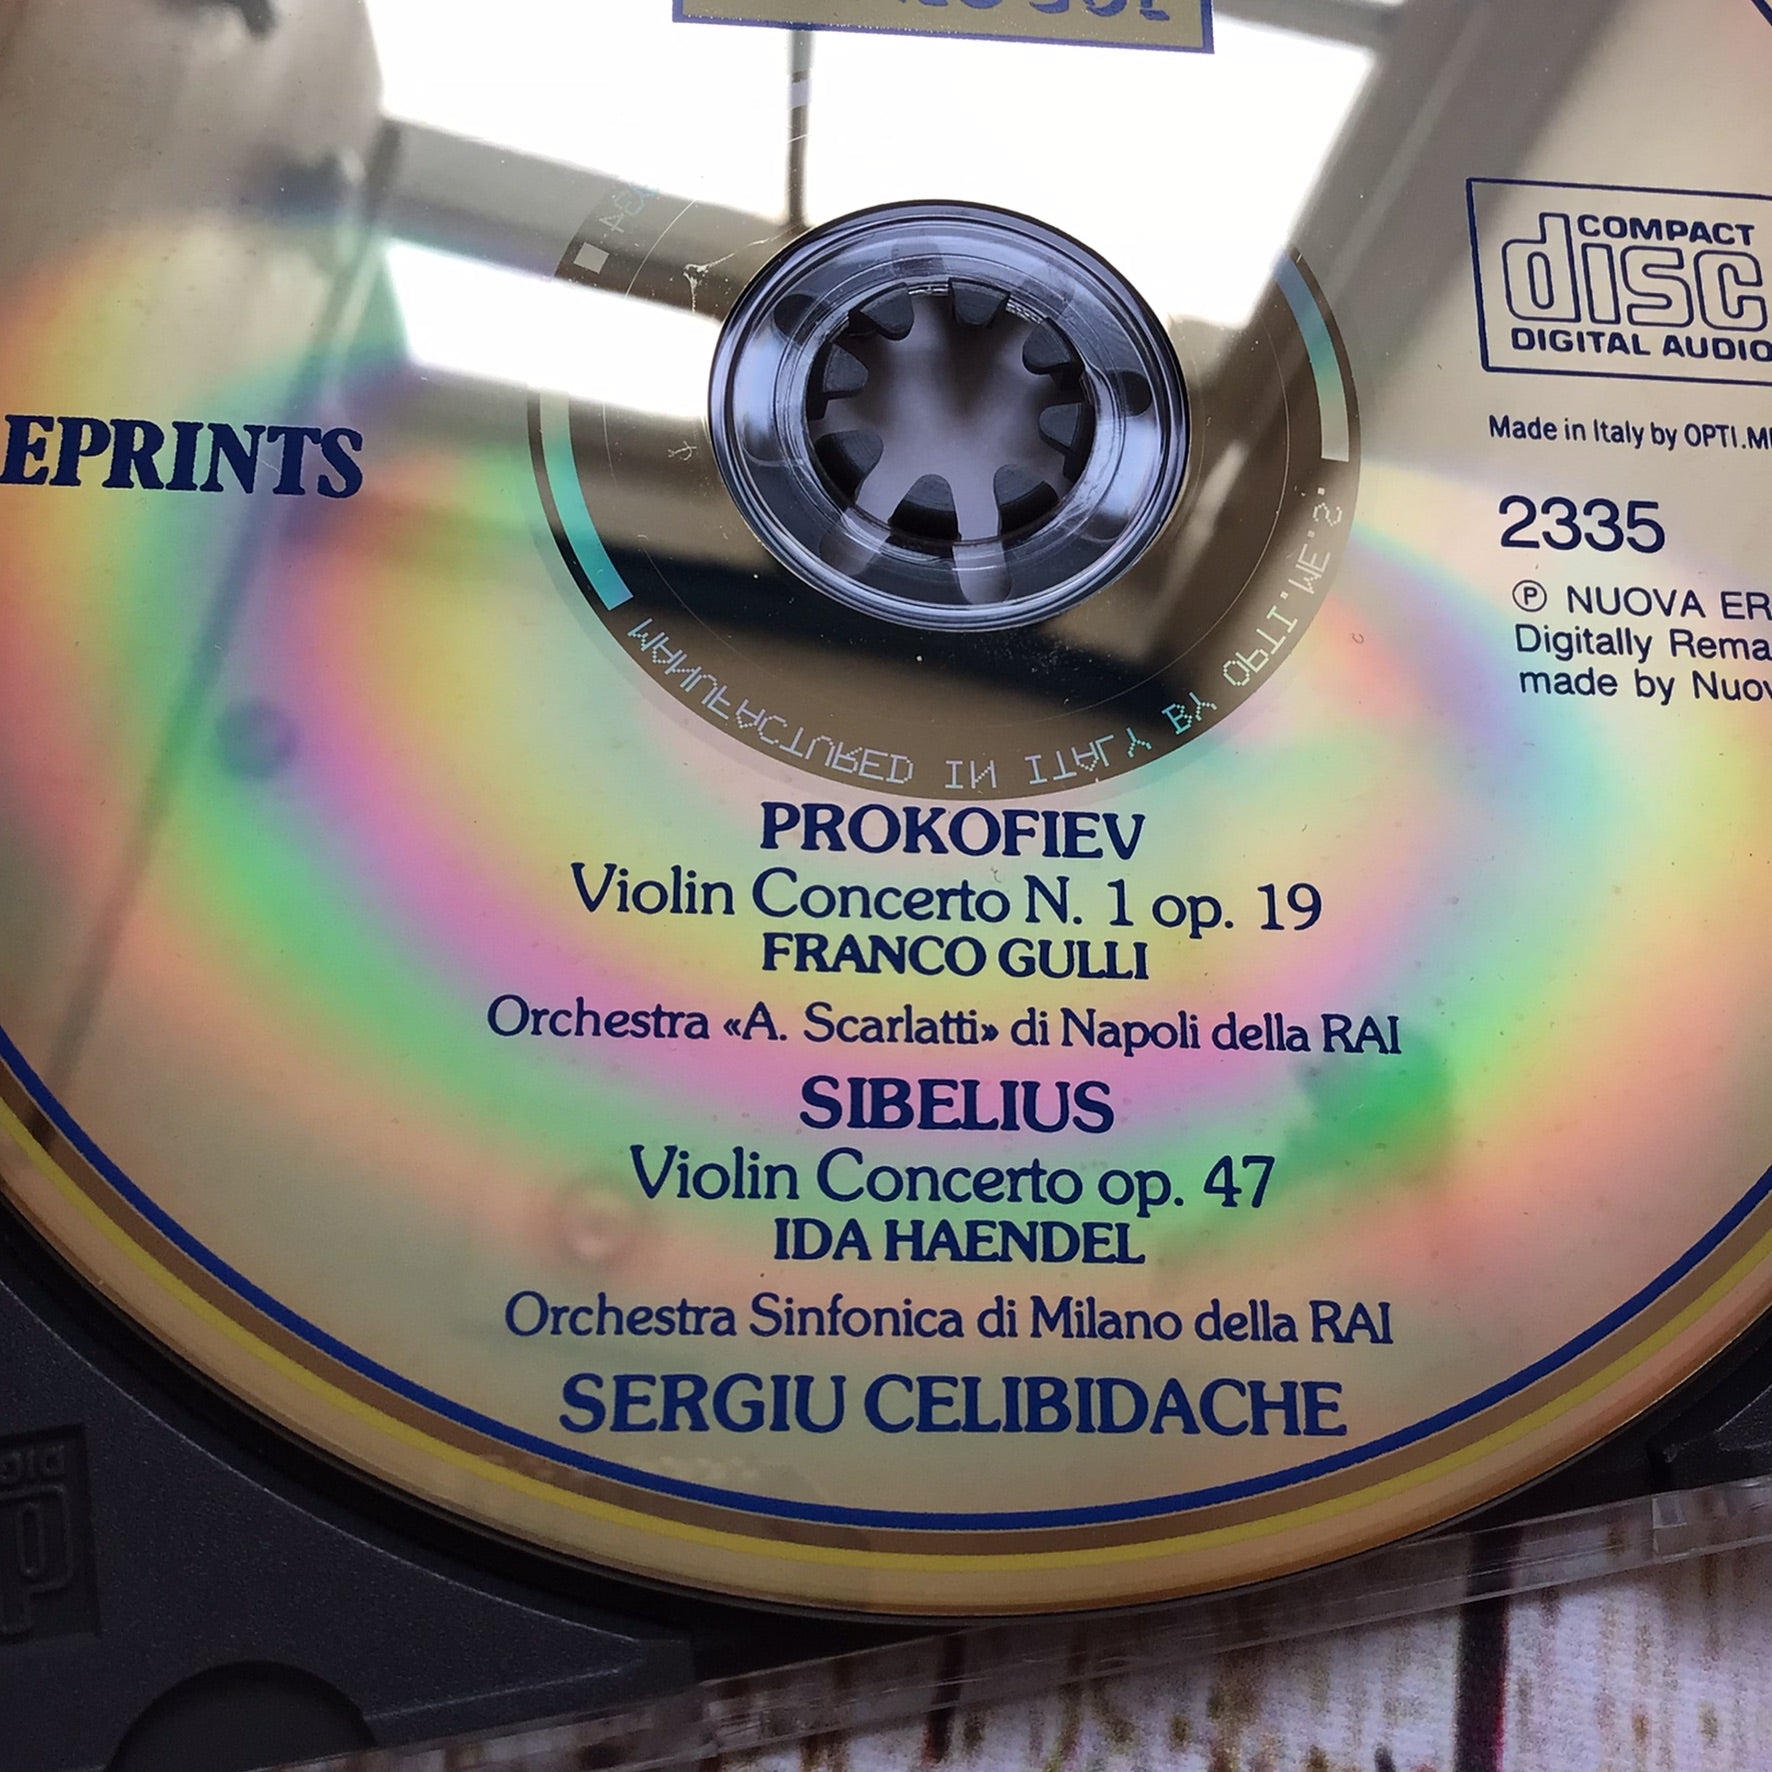 EPRINTS
COMPACT
disc
DIGITAL AUDIO
Made in Italy by OPTI.ME
2335
Ⓟ NUOVA ER
Digitally Rema
made by Nuov
MANUFACTURED IN ITALY BY OPTI.ME.S.
PROKOFIEV
Violin Concerto N. 1 op. 19
FRANCO GULLI
Orchestra «A. Scarlatti» di Napoli della RAI
SIBELIUS
Violin Concerto op. 47
IDA HAENDEL
Orchestra Sinfonica di Milano della RAI
SERGIU CELIBIDACHE